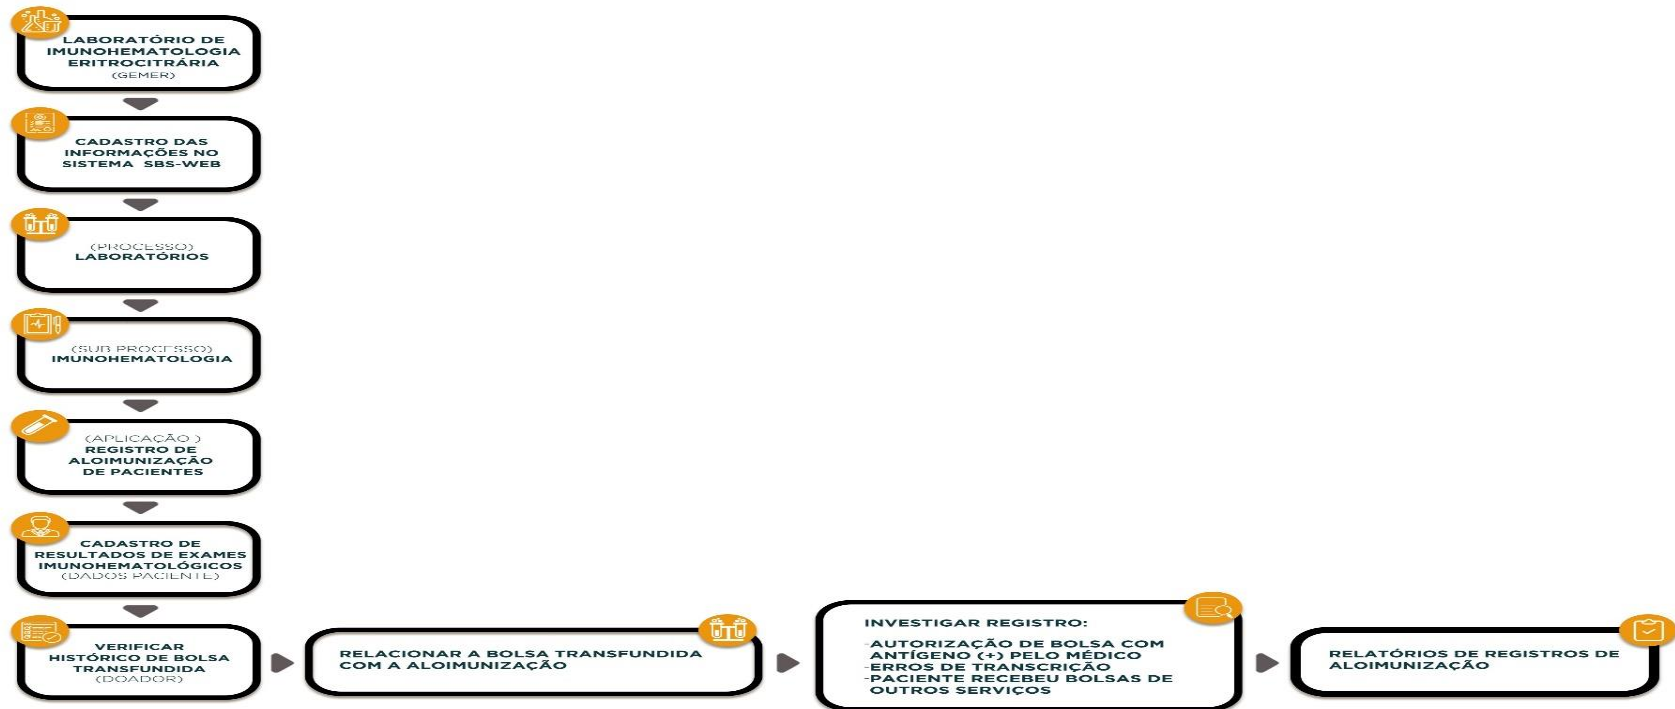 LABORATÓRIO DE
IMUNOHEMATOLOGIA
ERITROCITRÁRIA
(GEMER)
CADASTRO DAS
INFORMAÇÕES NO
SISTEMA SBS-WEB
(PROCESSO)
LABORATÓRIOS
(SUB PROCESSO)
IMUNOHEMATOLOGIA
(APLICAÇÃO )
REGISTRO DE
ALOIMUNIZAÇÃO
DE PACIENTES
CADASTRO DE
RESULTADOS DE EXAMES
IMUNOHEMATOLÓGICOS
(DADOS PACIENTE)
VERIFICAR
HISTÓRICO DE BOLSA
TRANSFUNDIDA
(DOADOR)
RELACIONAR A BOLSA TRANSFUNDIDA
COM A ALOIMUNIZAÇÃO
INVESTIGAR REGISTRO:
-AUTORIZAÇÃO DE BOLSA COM
ANTÍGENO (+) PELO MÉDICO
-ERROS DE TRANSCRIÇÃO
-PACIENTE RECEBEU BOLSAS DE
OUTROS SERVIÇOS
RELATÓRIOS DE REGISTROS DE
ALOIMUNIZAÇÃO